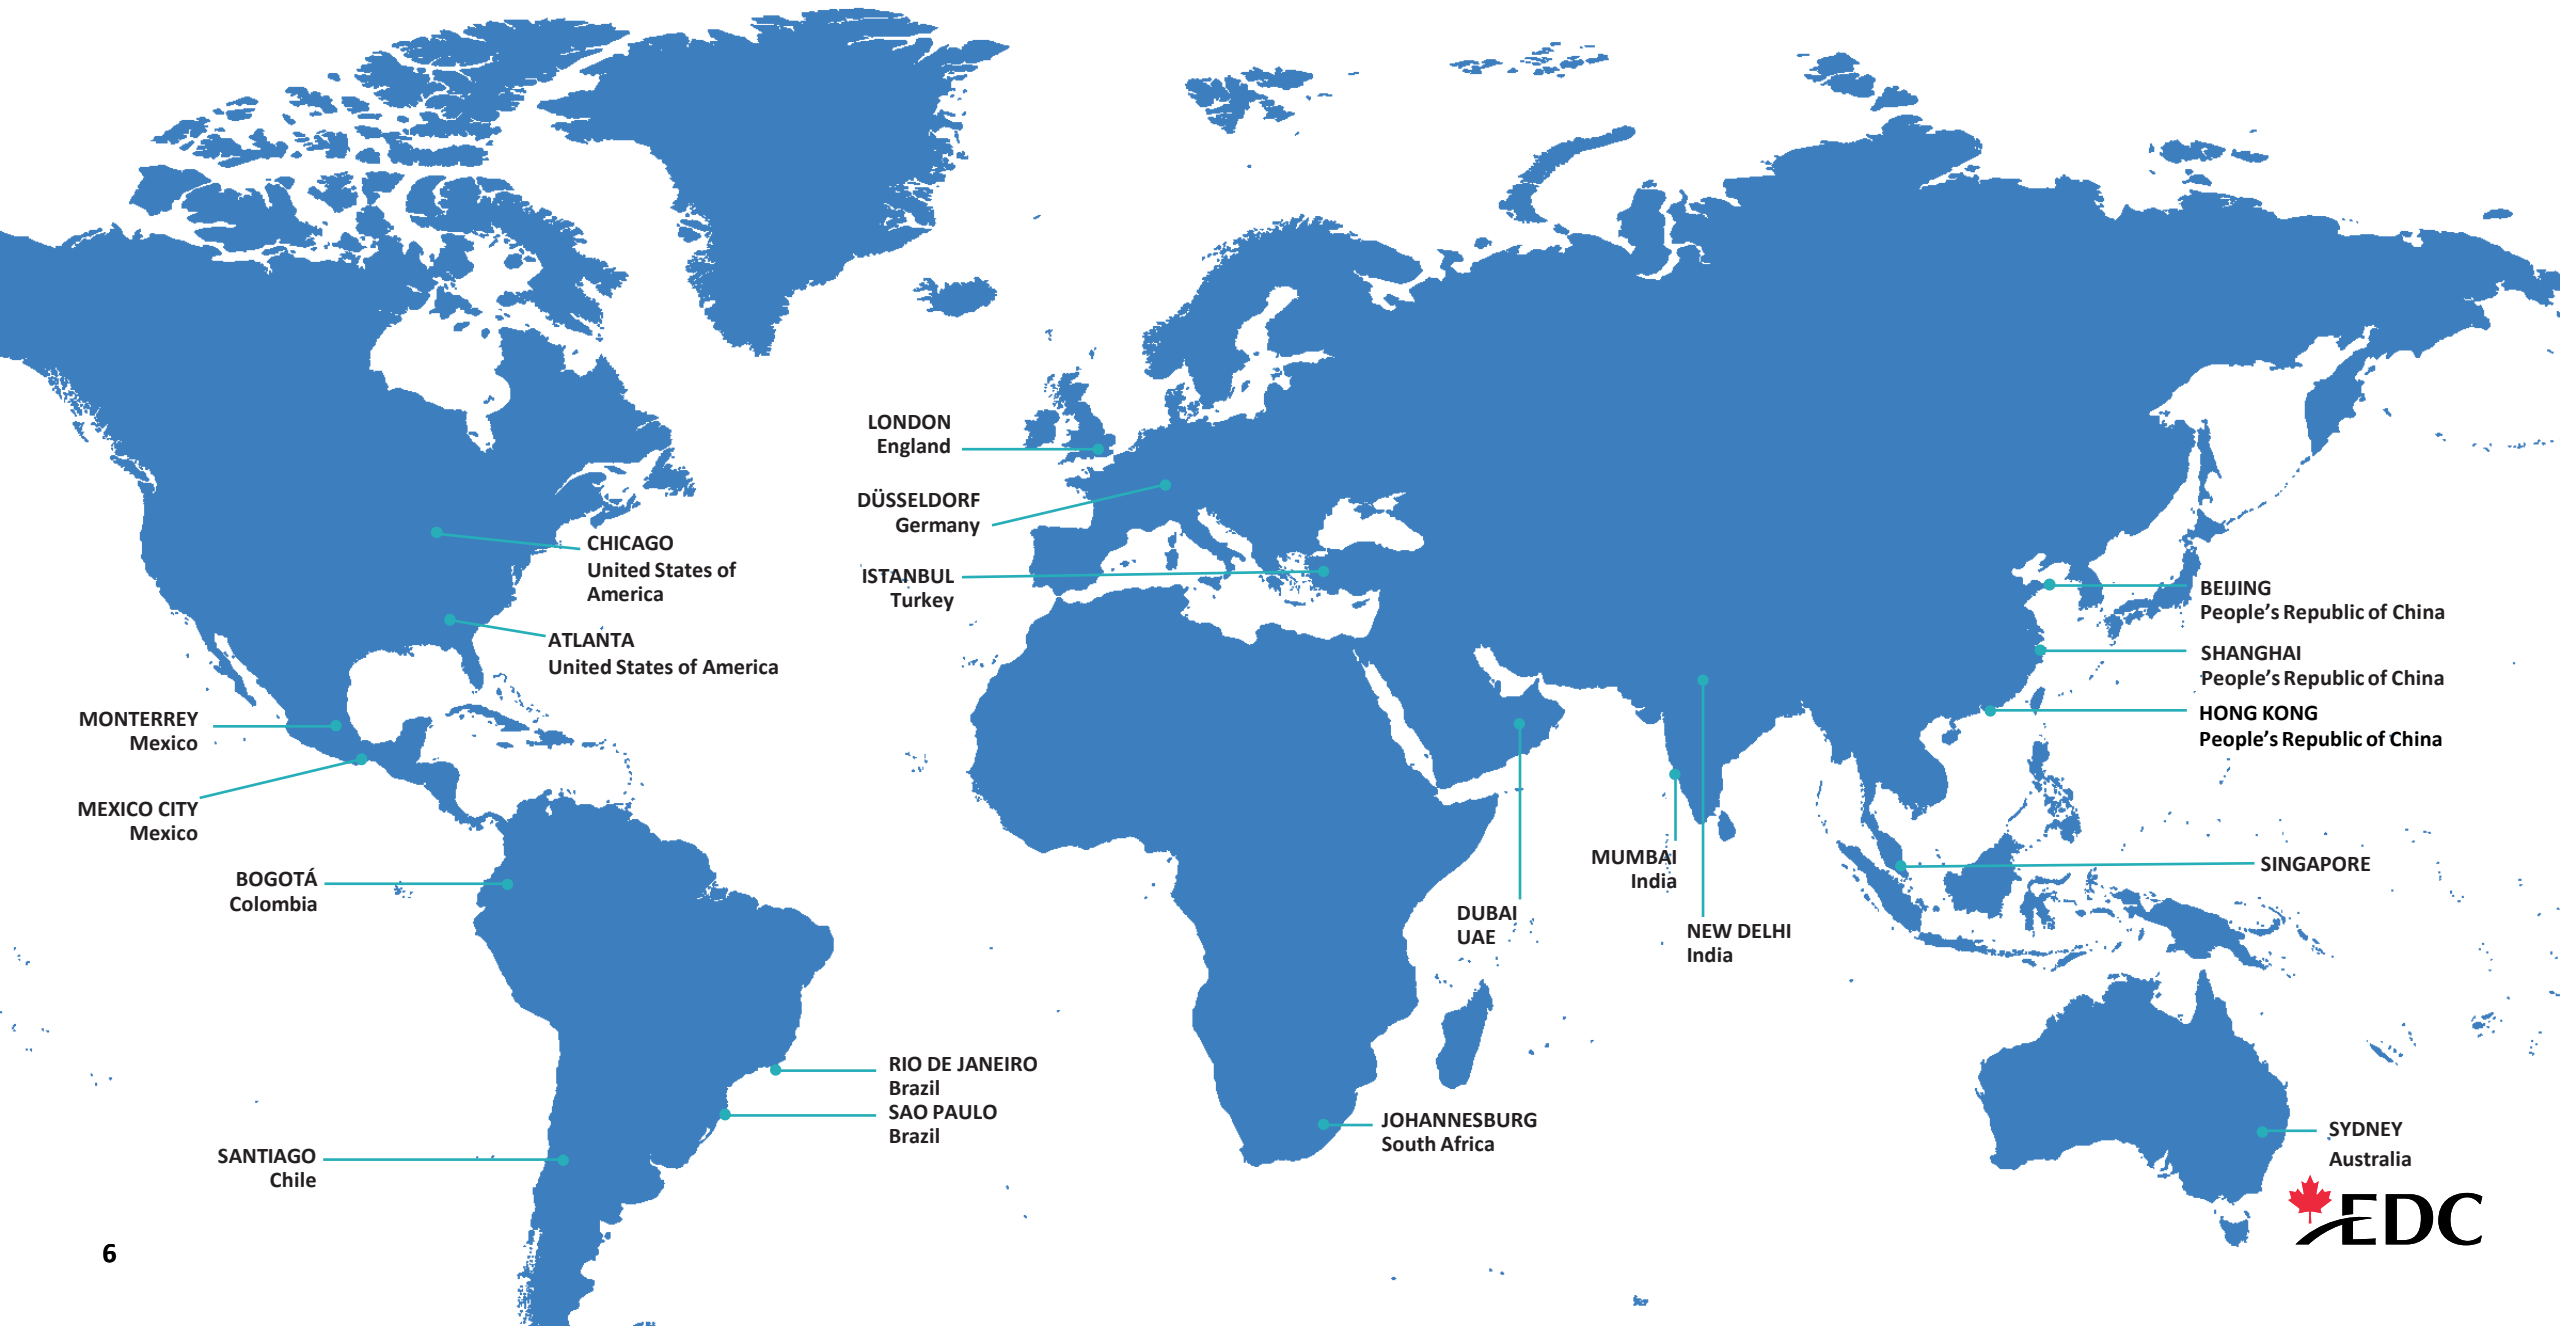 LONDON
England
DÜSSELDORF
Germany
CHICAGO
United States of
America
ISTANBUL
Turkey
ATLANTA
United States of America
BEIJING
People's Republic of China
SHANGHAI
People's Republic of China
HONG KONG
People's Republic of China
MONTERREY
Mexico
MEXICO CITY
Mexico
BOGOTÁ
Colombia
MUMBAI
India
SINGAPORE
DUBAI
UAE
NEW DELHI
India
RIO DE JANEIRO
Brazil
SAO PAULO
Brazil
JOHANNESBURG
South Africa
SANTIAGO
Chile
SYDNEY
Australia
EDC
6